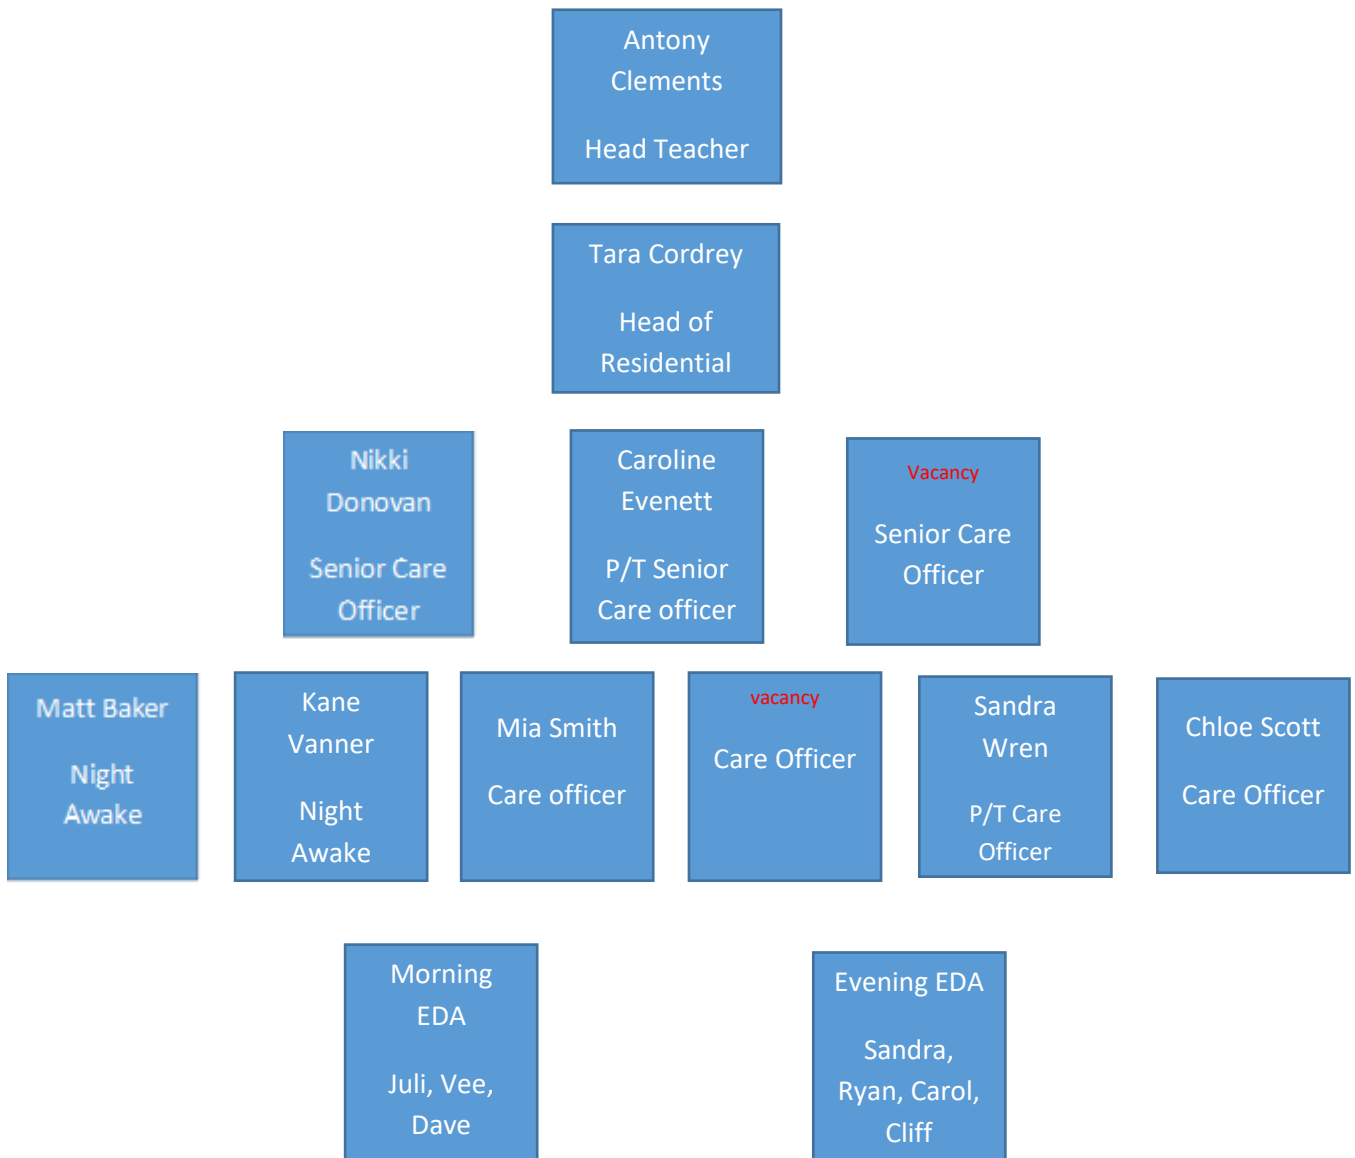 Antony
Clements
Head Teacher
Tara Cordrey
Head of
Residential
Nikki
Donovan
Senior Care
Officer
Caroline
Evenett
P/T Senior
Care officer
Vacancy
Senior Care
Officer
Matt Baker
Night
Awake
Kane
Vanner
Night
Awake
Mia Smith
Care officer
vacancy
Care Officer
Sandra
Wren
P/T Care
Officer
Chloe Scott
Care Officer
Morning
EDA
Juli, Vee,
Dave
Evening EDA
Sandra,
Ryan, Carol,
Cliff